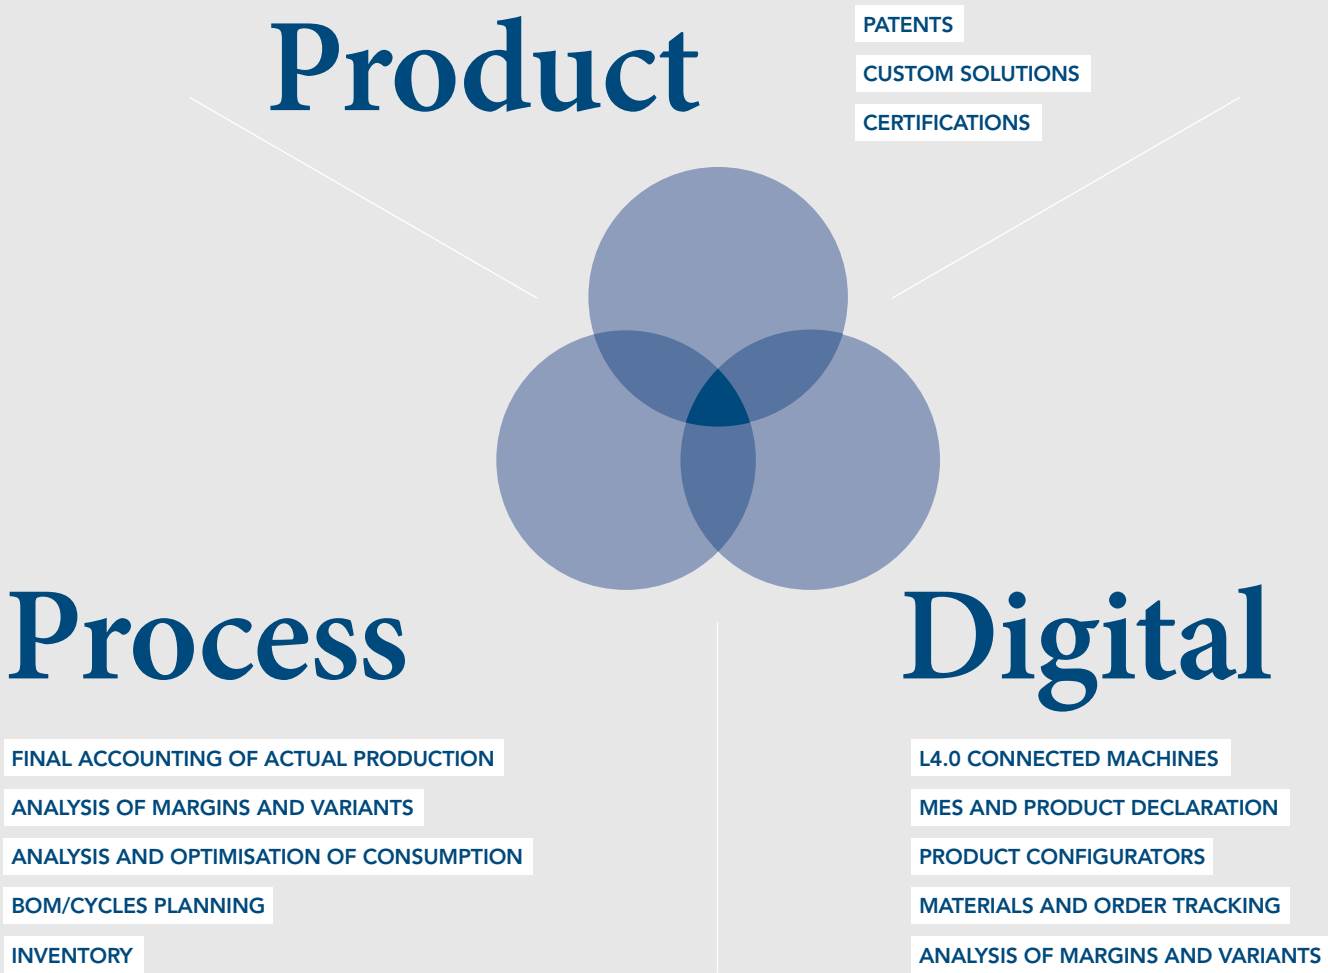 Product
PATENTS
CUSTOM SOLUTIONS
CERTIFICATIONS
Process
FINAL ACCOUNTING OF ACTUAL PRODUCTION
ANALYSIS OF MARGINS AND VARIANTS
ANALYSIS AND OPTIMISATION OF CONSUMPTION
BOM/CYCLES PLANNING
INVENTORY
Digital
L4.0 CONNECTED MACHINES
MES AND PRODUCT DECLARATION
PRODUCT CONFIGURATORS
MATERIALS AND ORDER TRACKING
ANALYSIS OF MARGINS AND VARIANTS